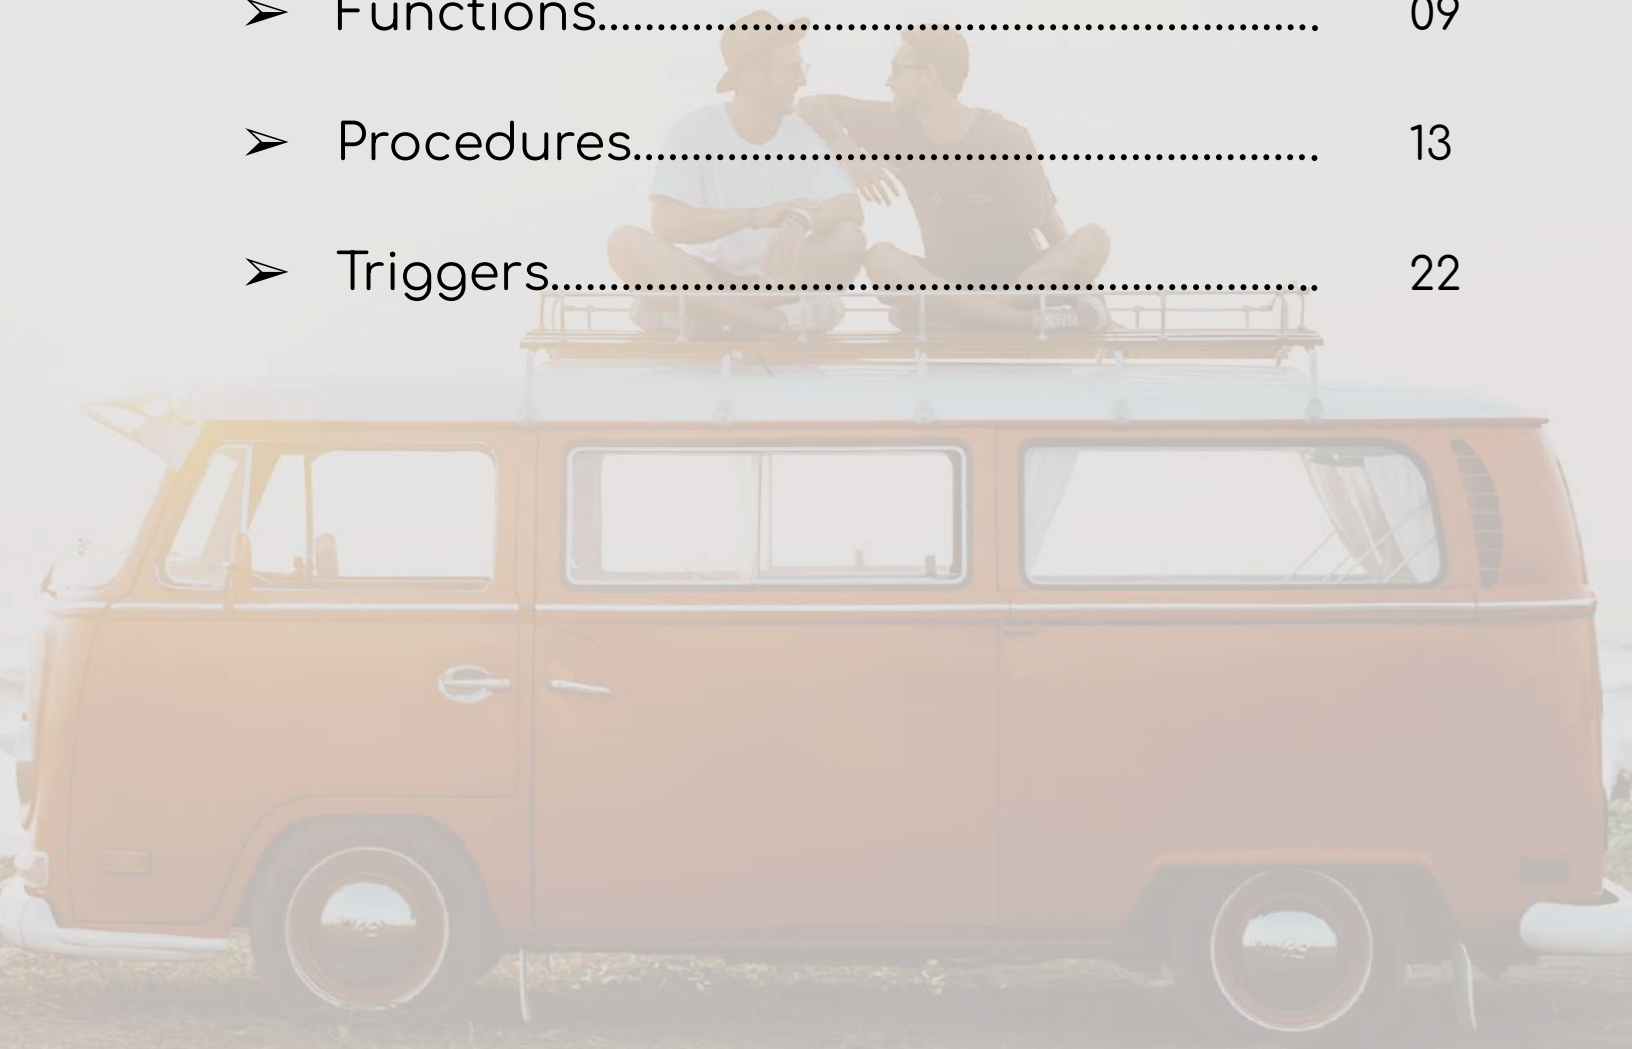 ➢ Functions........................................................................... 09
➢ Procedures....................................................................... 13
➢ Triggers................................................................................ 22